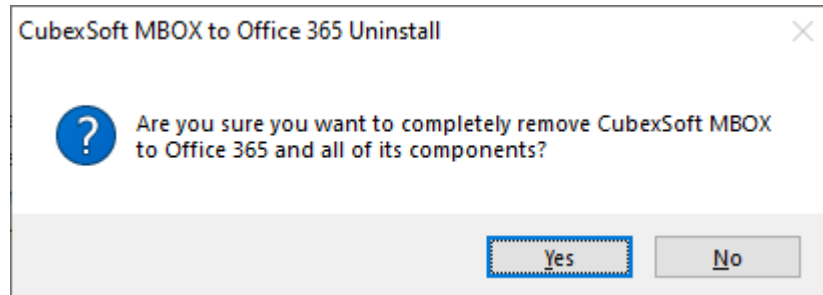 CubexSoft MBOX to Office 365 Uninstall
Are you sure you want to completely remove CubexSoft MBOX
to Office 365 and all of its components?
Yes
No